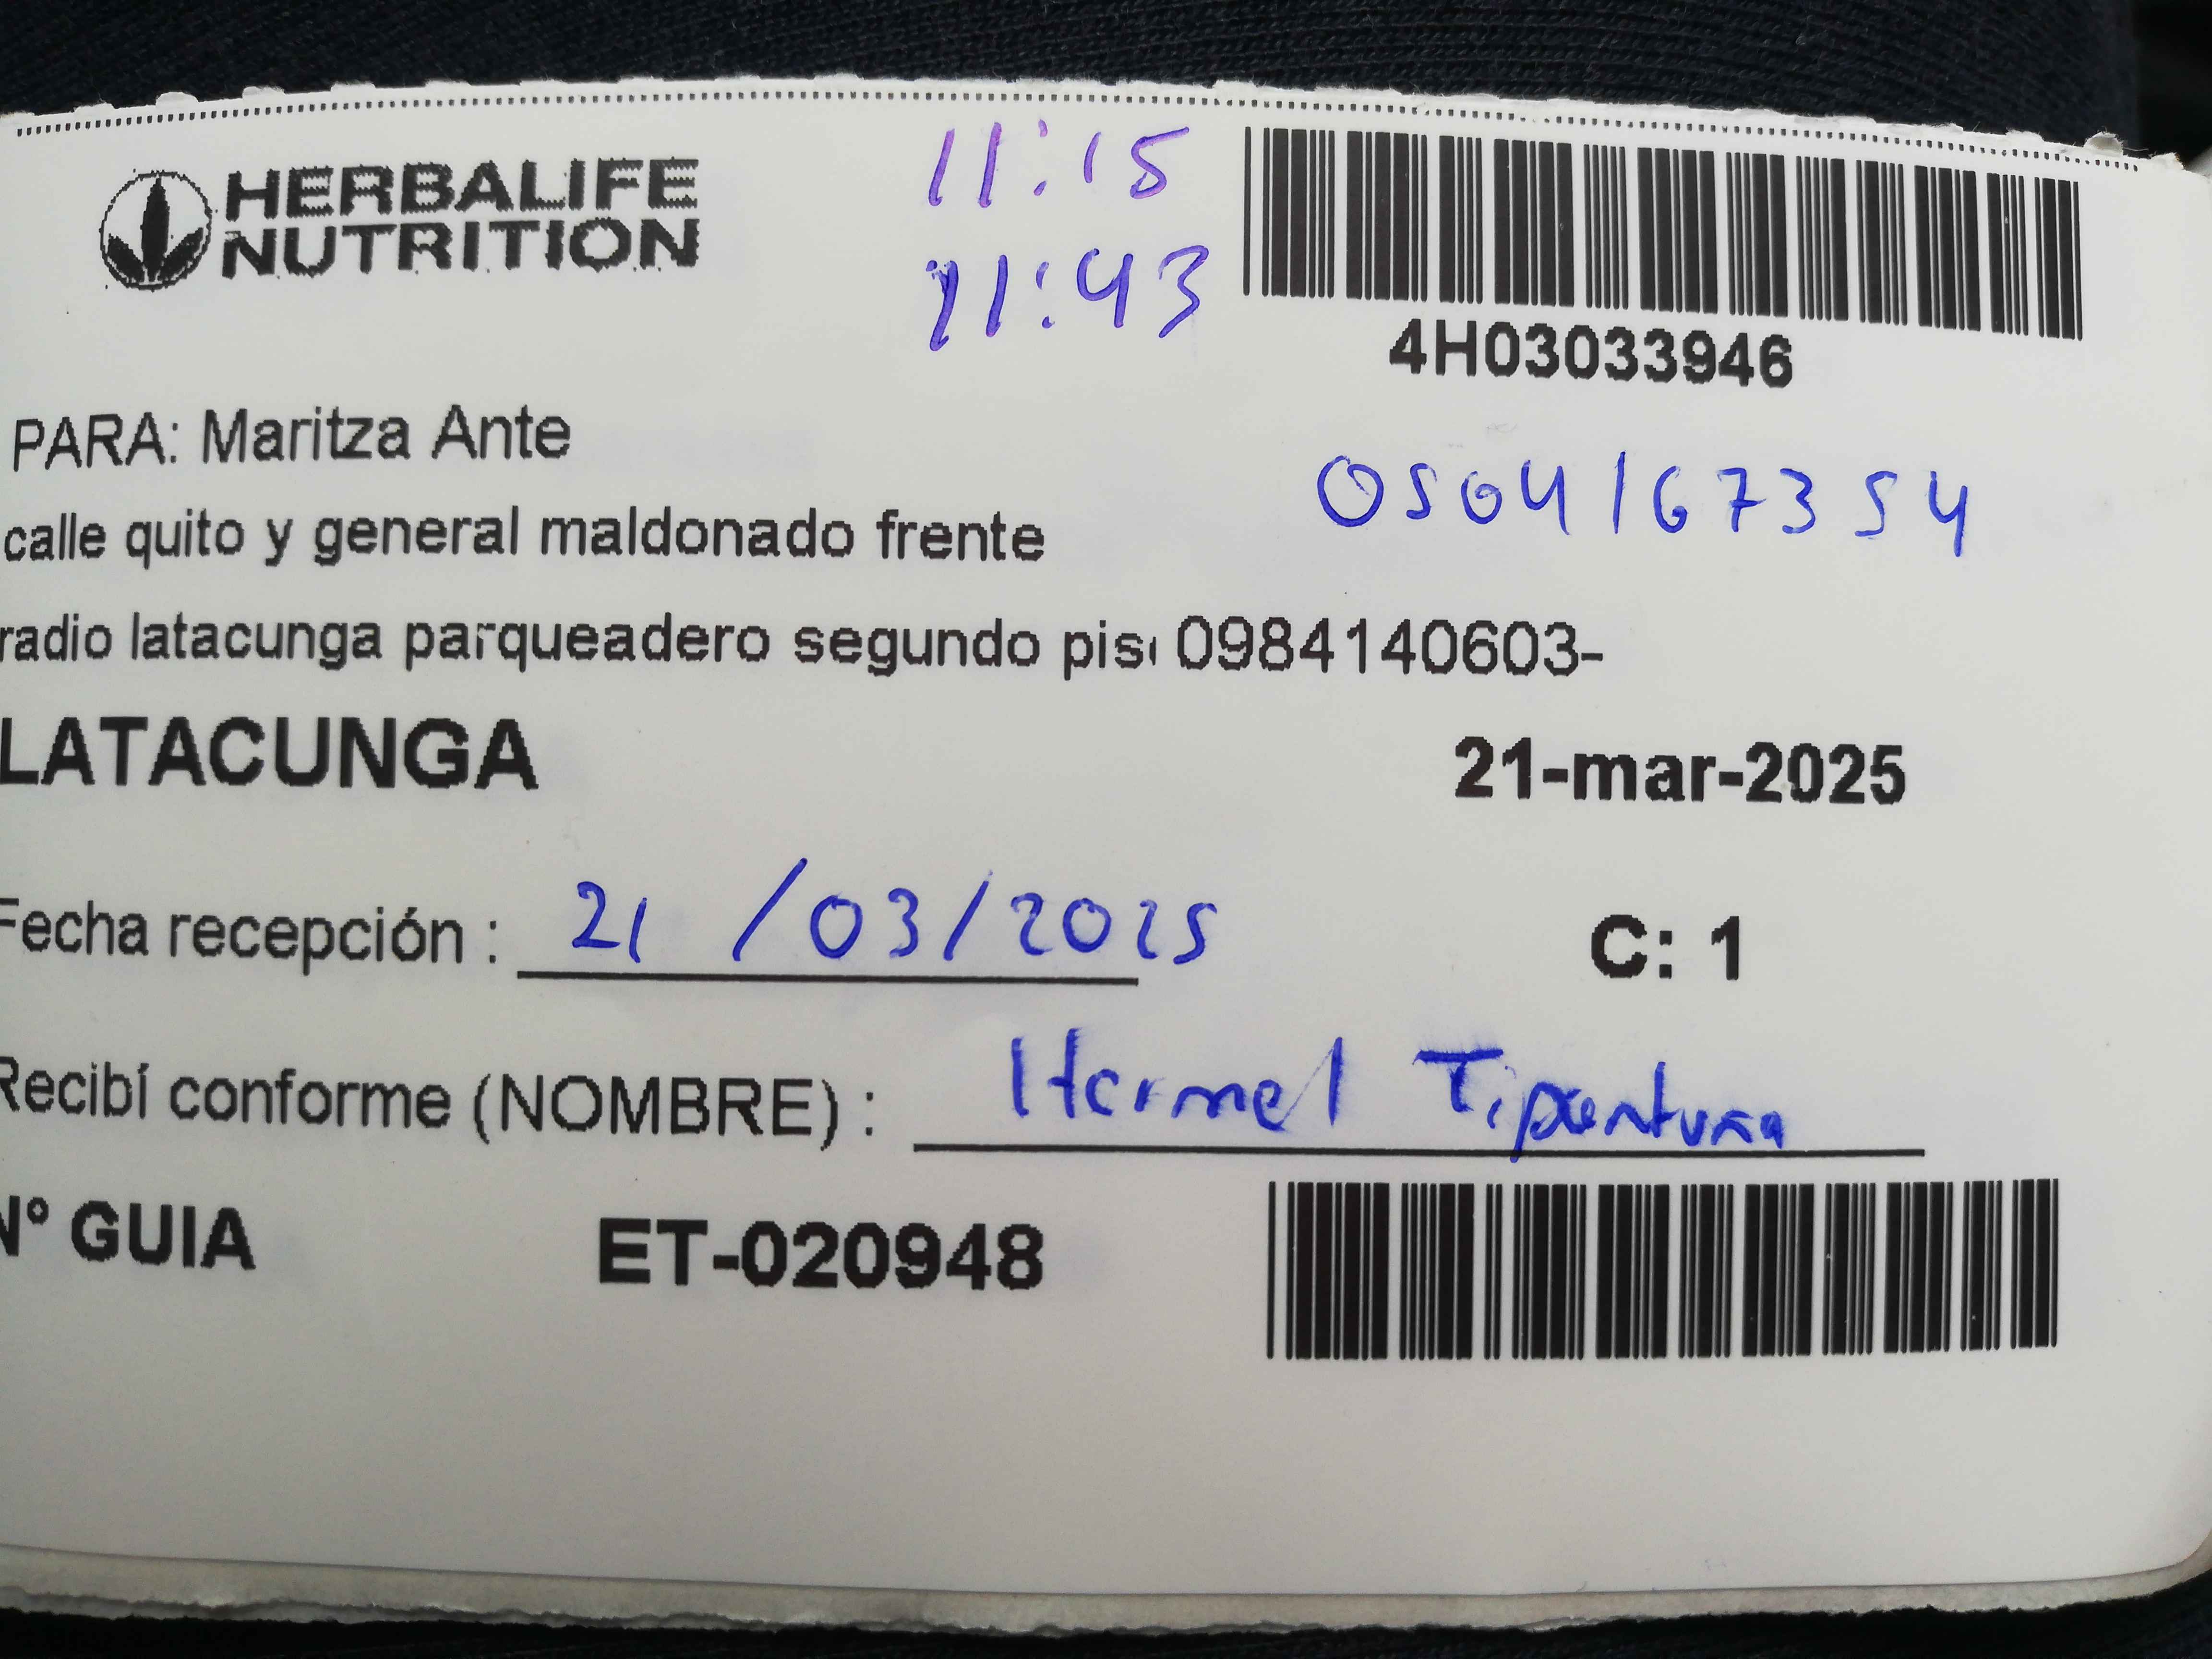 HERBALIFE
NUTRITION
11:15
11:43
4H03033946
PARA: Maritza Ante
0504167354
calle quito y general maldonado frente
radio latacunga parqueadero segundo pis 0984140603-
LATACUNGA
21-mar-2025
Fecha recepción : 21/03/2025
C: 1
Recibí conforme (NOMBRE) : Hermel Tipantuna
N° GUIA ET-020948